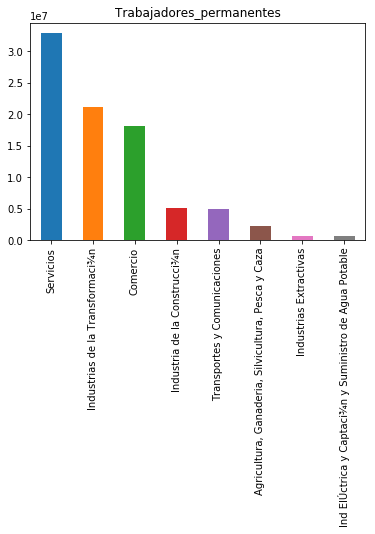 Trabajadores_permanentes
1e7
3.0
2.5
2.0
1.5
1.0
0.5
0.0
Servicios
Industrias de la Transformaci¾n
Comercio
Industria de la Construcci¾n
Transportes y Comunicaciones
Agricultura, Ganaderia, Silvicultura, Pesca y Caza
Industrias Extractivas
Ind ElÚctrica y Captaci¾n y Suministro de Agua Potable